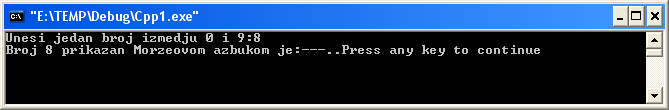 "E:\TEMP\Debug\Cpp1.exe"
Unesi jedan broj izmedju 0 i 9:8
Broj 8 prikazan Morzeovom azbukom je:---..Press any key to continue